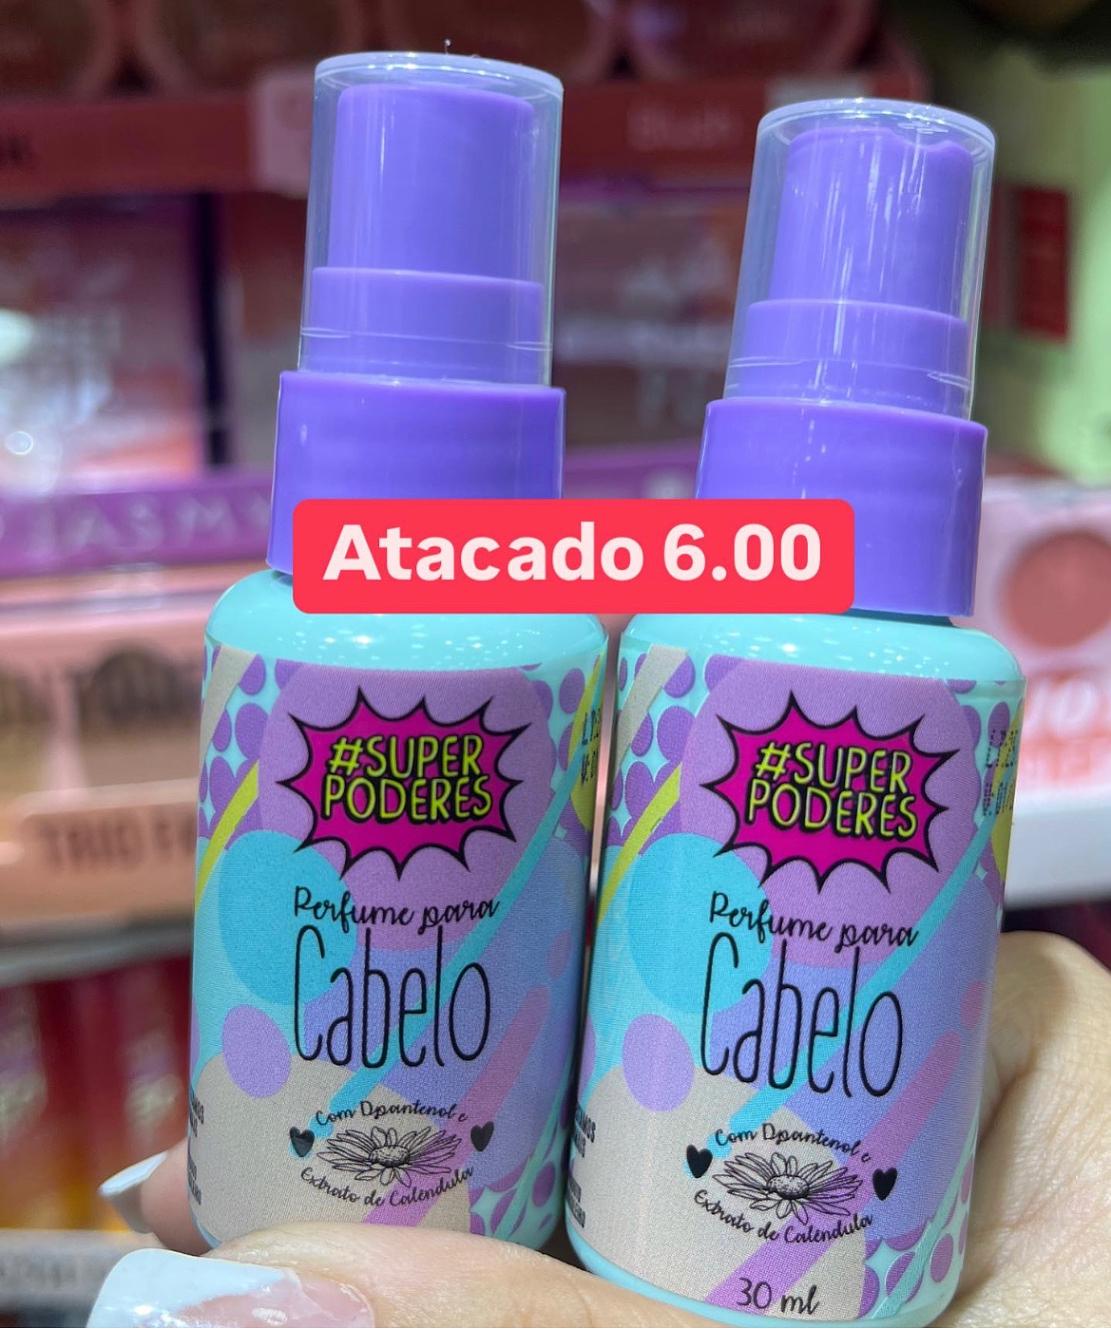 Atacado 6.00
#SUPER
PODERES
Perfume para
Cabelo
Com Dpantenol e
Extrato de Calendula
#SUPER
PODERES
Perfume para
Cabelo
Com Dpantenol e
Extrato de Calendula
30 ml
TRIO